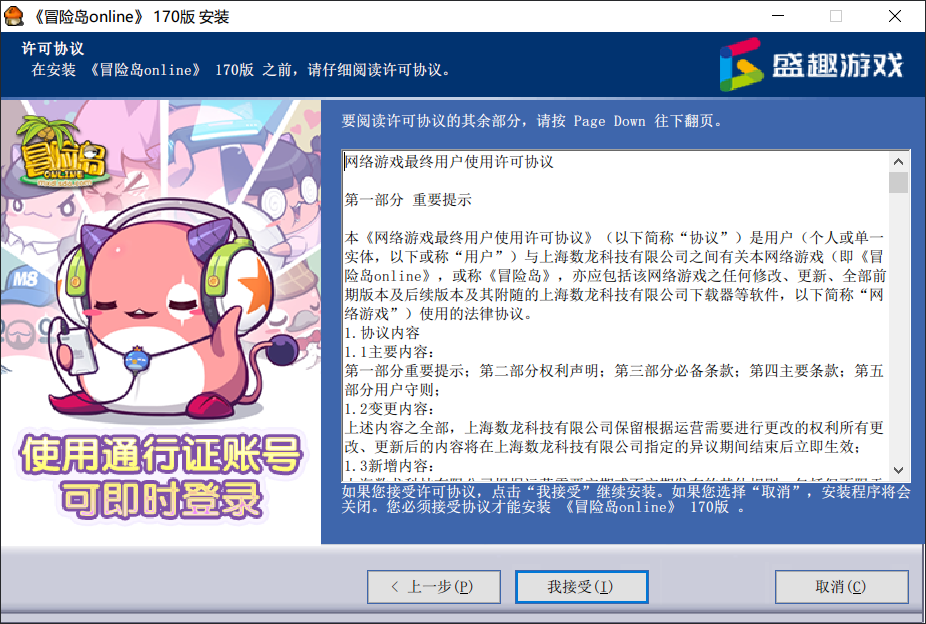 《冒险岛online》 170版 安装
许可协议
在安装 《冒险岛online》 170版 之前，请仔细阅读许可协议。
盛趣游戏
冒险岛
ONLINE
M8
使用通行证账号
可即时登录
要阅读许可协议的其余部分，请按 Page Down 往下翻页。
网络游戏最终用户使用许可协议
第一部分 重要提示
本《网络游戏最终用户使用许可协议》（以下简称“协议”）是用户（个人或单一
实体，以下或称“用户”）与上海数龙科技有限公司之间有关本网络游戏（即《冒
险岛online》，或称《冒险岛》，亦应包括该网络游戏之任何修改、更新、全部前
期版本及后续版本及其附随的上海数龙科技有限公司下载器等软件，以下简称“网
络游戏”）使用的法律协议。
1.协议内容
1.1主要内容：
第一部分重要提示；第二部分权利声明；第三部分必备条款；第四主要条款；第五
部分用户守则；
1.2变更内容：
上述内容之全部，上海数龙科技有限公司保留根据运营需要进行更改的权利所有更
改、更新后的内容将在上海数龙科技有限公司指定的异议期间结束后立即生效；
1.3新增内容：
如果您接受许可协议，点击“我接受”继续安装。如果您选择“取消”，安装程序将会
关闭。您必须接受协议才能安装 《冒险岛online》 170版 。
< 上一步(P)
我接受(I)
取消(C)